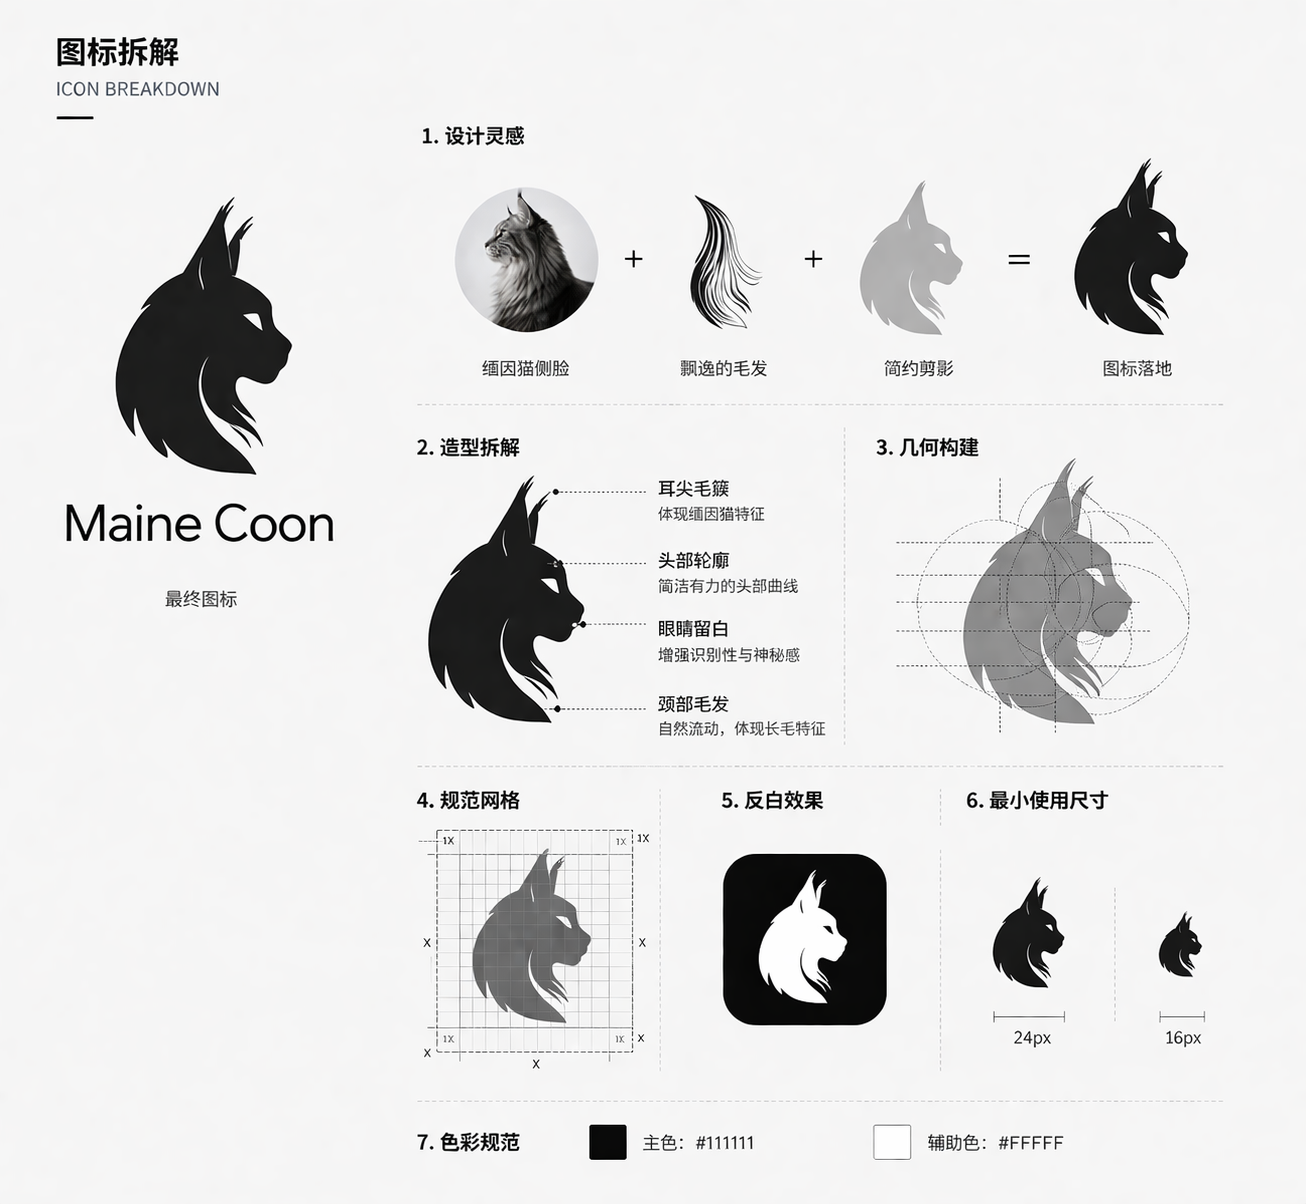 图标拆解
ICON BREAKDOWN
Maine Coon
最终图标
1. 设计灵感
缅因猫侧脸
+
飘逸的毛发
+
简约剪影
=
图标落地
2. 造型拆解
耳尖毛簇
体现缅因猫特征
头部轮廓
简洁有力的头部曲线
眼睛留白
增强识别性与神秘感
颈部毛发
自然流动，体现长毛特征
3. 几何构建
4. 规范网格
1X
1X
1X
X
X
1X
1X
X
X
X
5. 反白效果
6. 最小使用尺寸
24px
16px
7. 色彩规范
主色：#111111
辅助色：#FFFFF